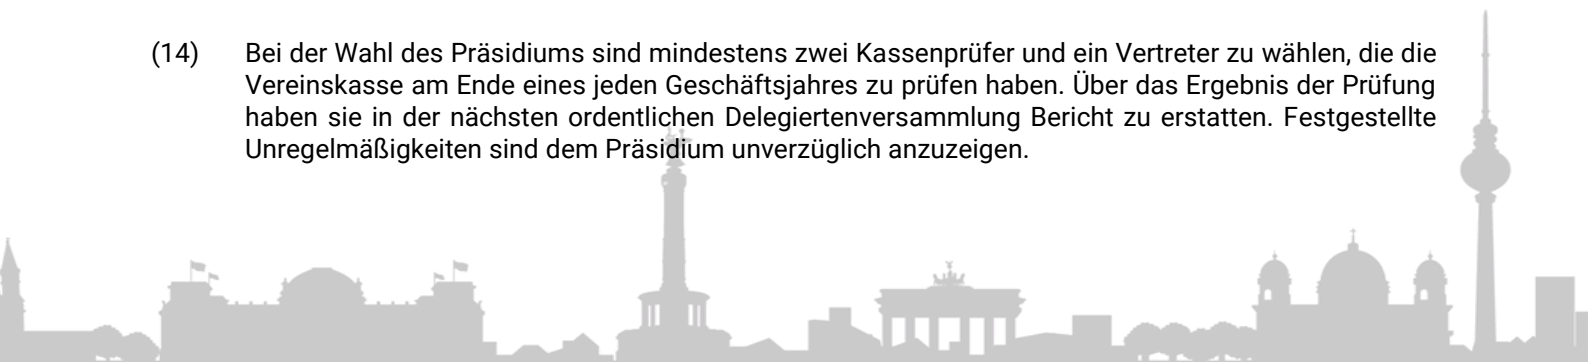 (14) Bei der Wahl des Präsidiums sind mindestens zwei Kassenprüfer und ein Vertreter zu wählen, die die
Vereinskasse am Ende eines jeden Geschäftsjahres zu prüfen haben. Über das Ergebnis der Prüfung
haben sie in der nächsten ordentlichen Delegiertenversammlung Bericht zu erstatten. Festgestellte
Unregelmäßigkeiten sind dem Präsidium unverzüglich anzuzeigen.